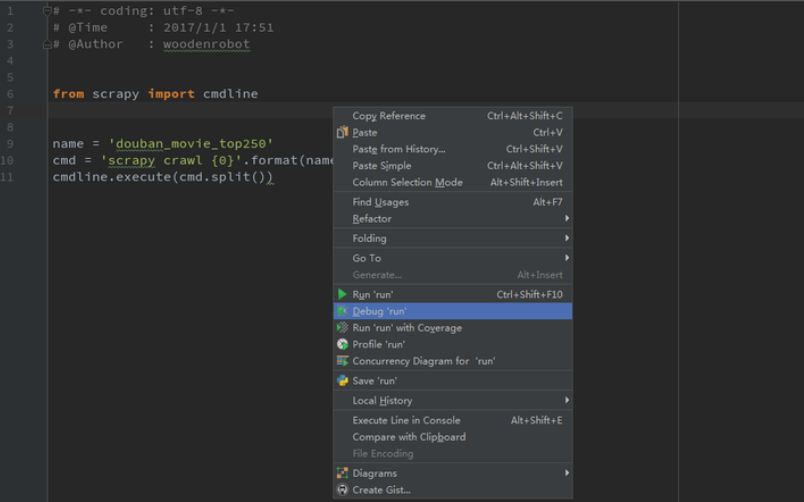 1 # -*- coding: utf-8 -*-
2 # @Time : 2017/1/1 17:51
3 # @Author : woodenrobot
4
5
6 from scrapy import cmdline
7
8
9 name = 'douban_movie_top250'
10 cmd = 'scrapy crawl {0}'.format(name
11 cmdline.execute(cmd.split())
Copy Reference Ctrl+Alt+Shift+C
Paste Ctrl+V
Paste from History... Ctrl+Shift+V
Paste Simple Ctrl+Alt+Shift+V
Column Selection Mode Alt+Shift+Insert
Find Usages Alt+F7
Refactor
Folding
Go To
Generate... Alt+Insert
Run 'run' Ctrl+Shift+F10
Debug 'run'
Run 'run' with Coverage
Profile 'run'
Concurrency Diagram for 'run'
Save 'run'
Local History
Execute Line in Console Alt+Shift+E
Compare with Clipboard
File Encoding
Diagrams
Create Gist...